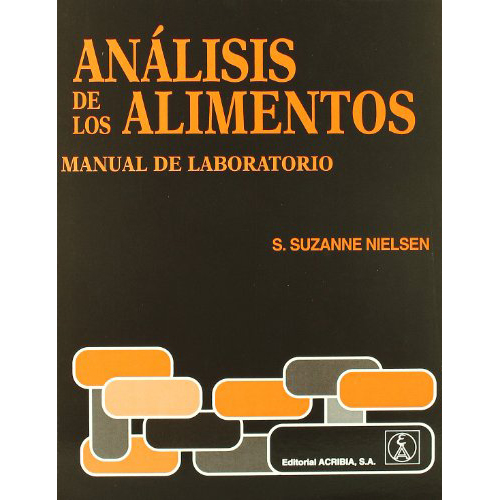 ANÁLISIS
DE LOS ALIMENTOS
MANUAL DE LABORATORIO
S. SUZANNE NIELSEN
Editorial ACRIBIA, S.A.